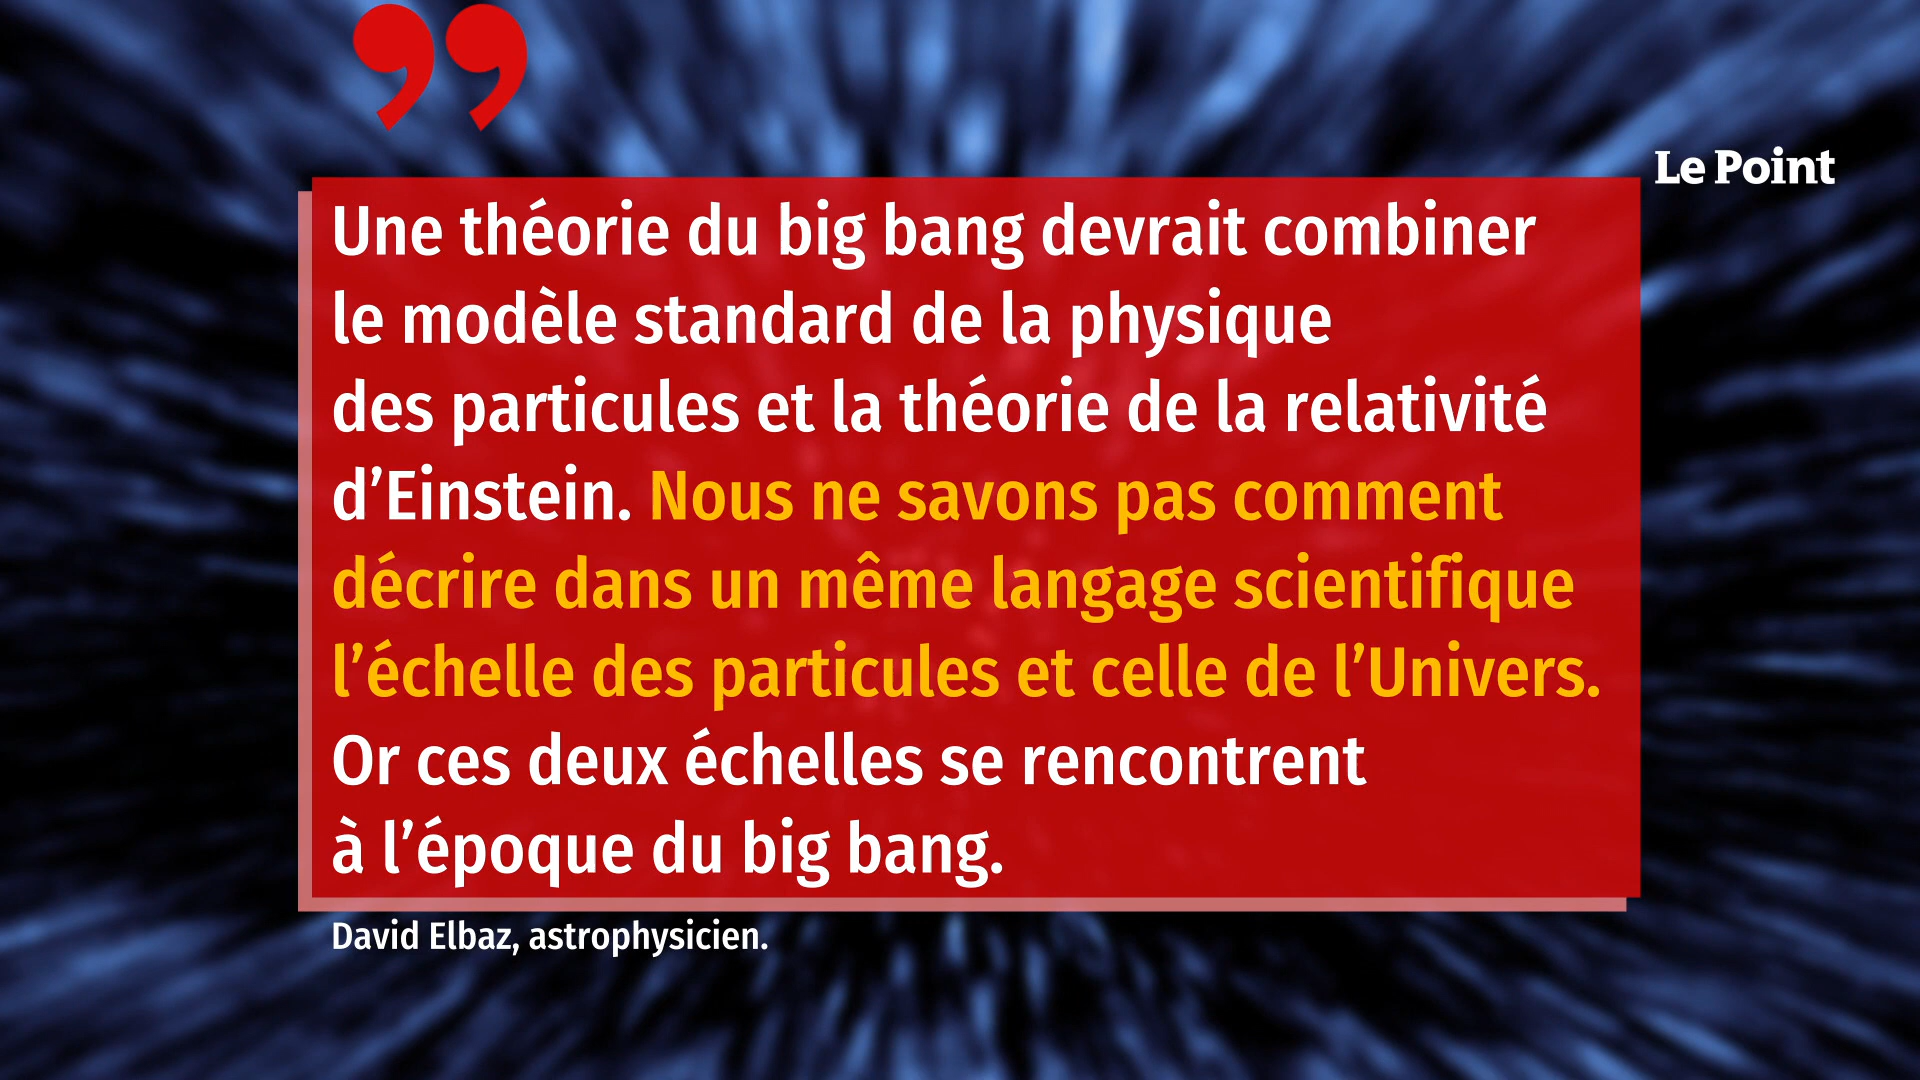 ”
Le Point
Une théorie du big bang devrait combiner
le modèle standard de la physique
des particules et la théorie de la relativité
d’Einstein. Nous ne savons pas comment
décrire dans un même langage scientifique
l’échelle des particules et celle de l’Univers.
Or ces deux échelles se rencontrent
à l’époque du big bang.
David Elbaz, astrophysicien.